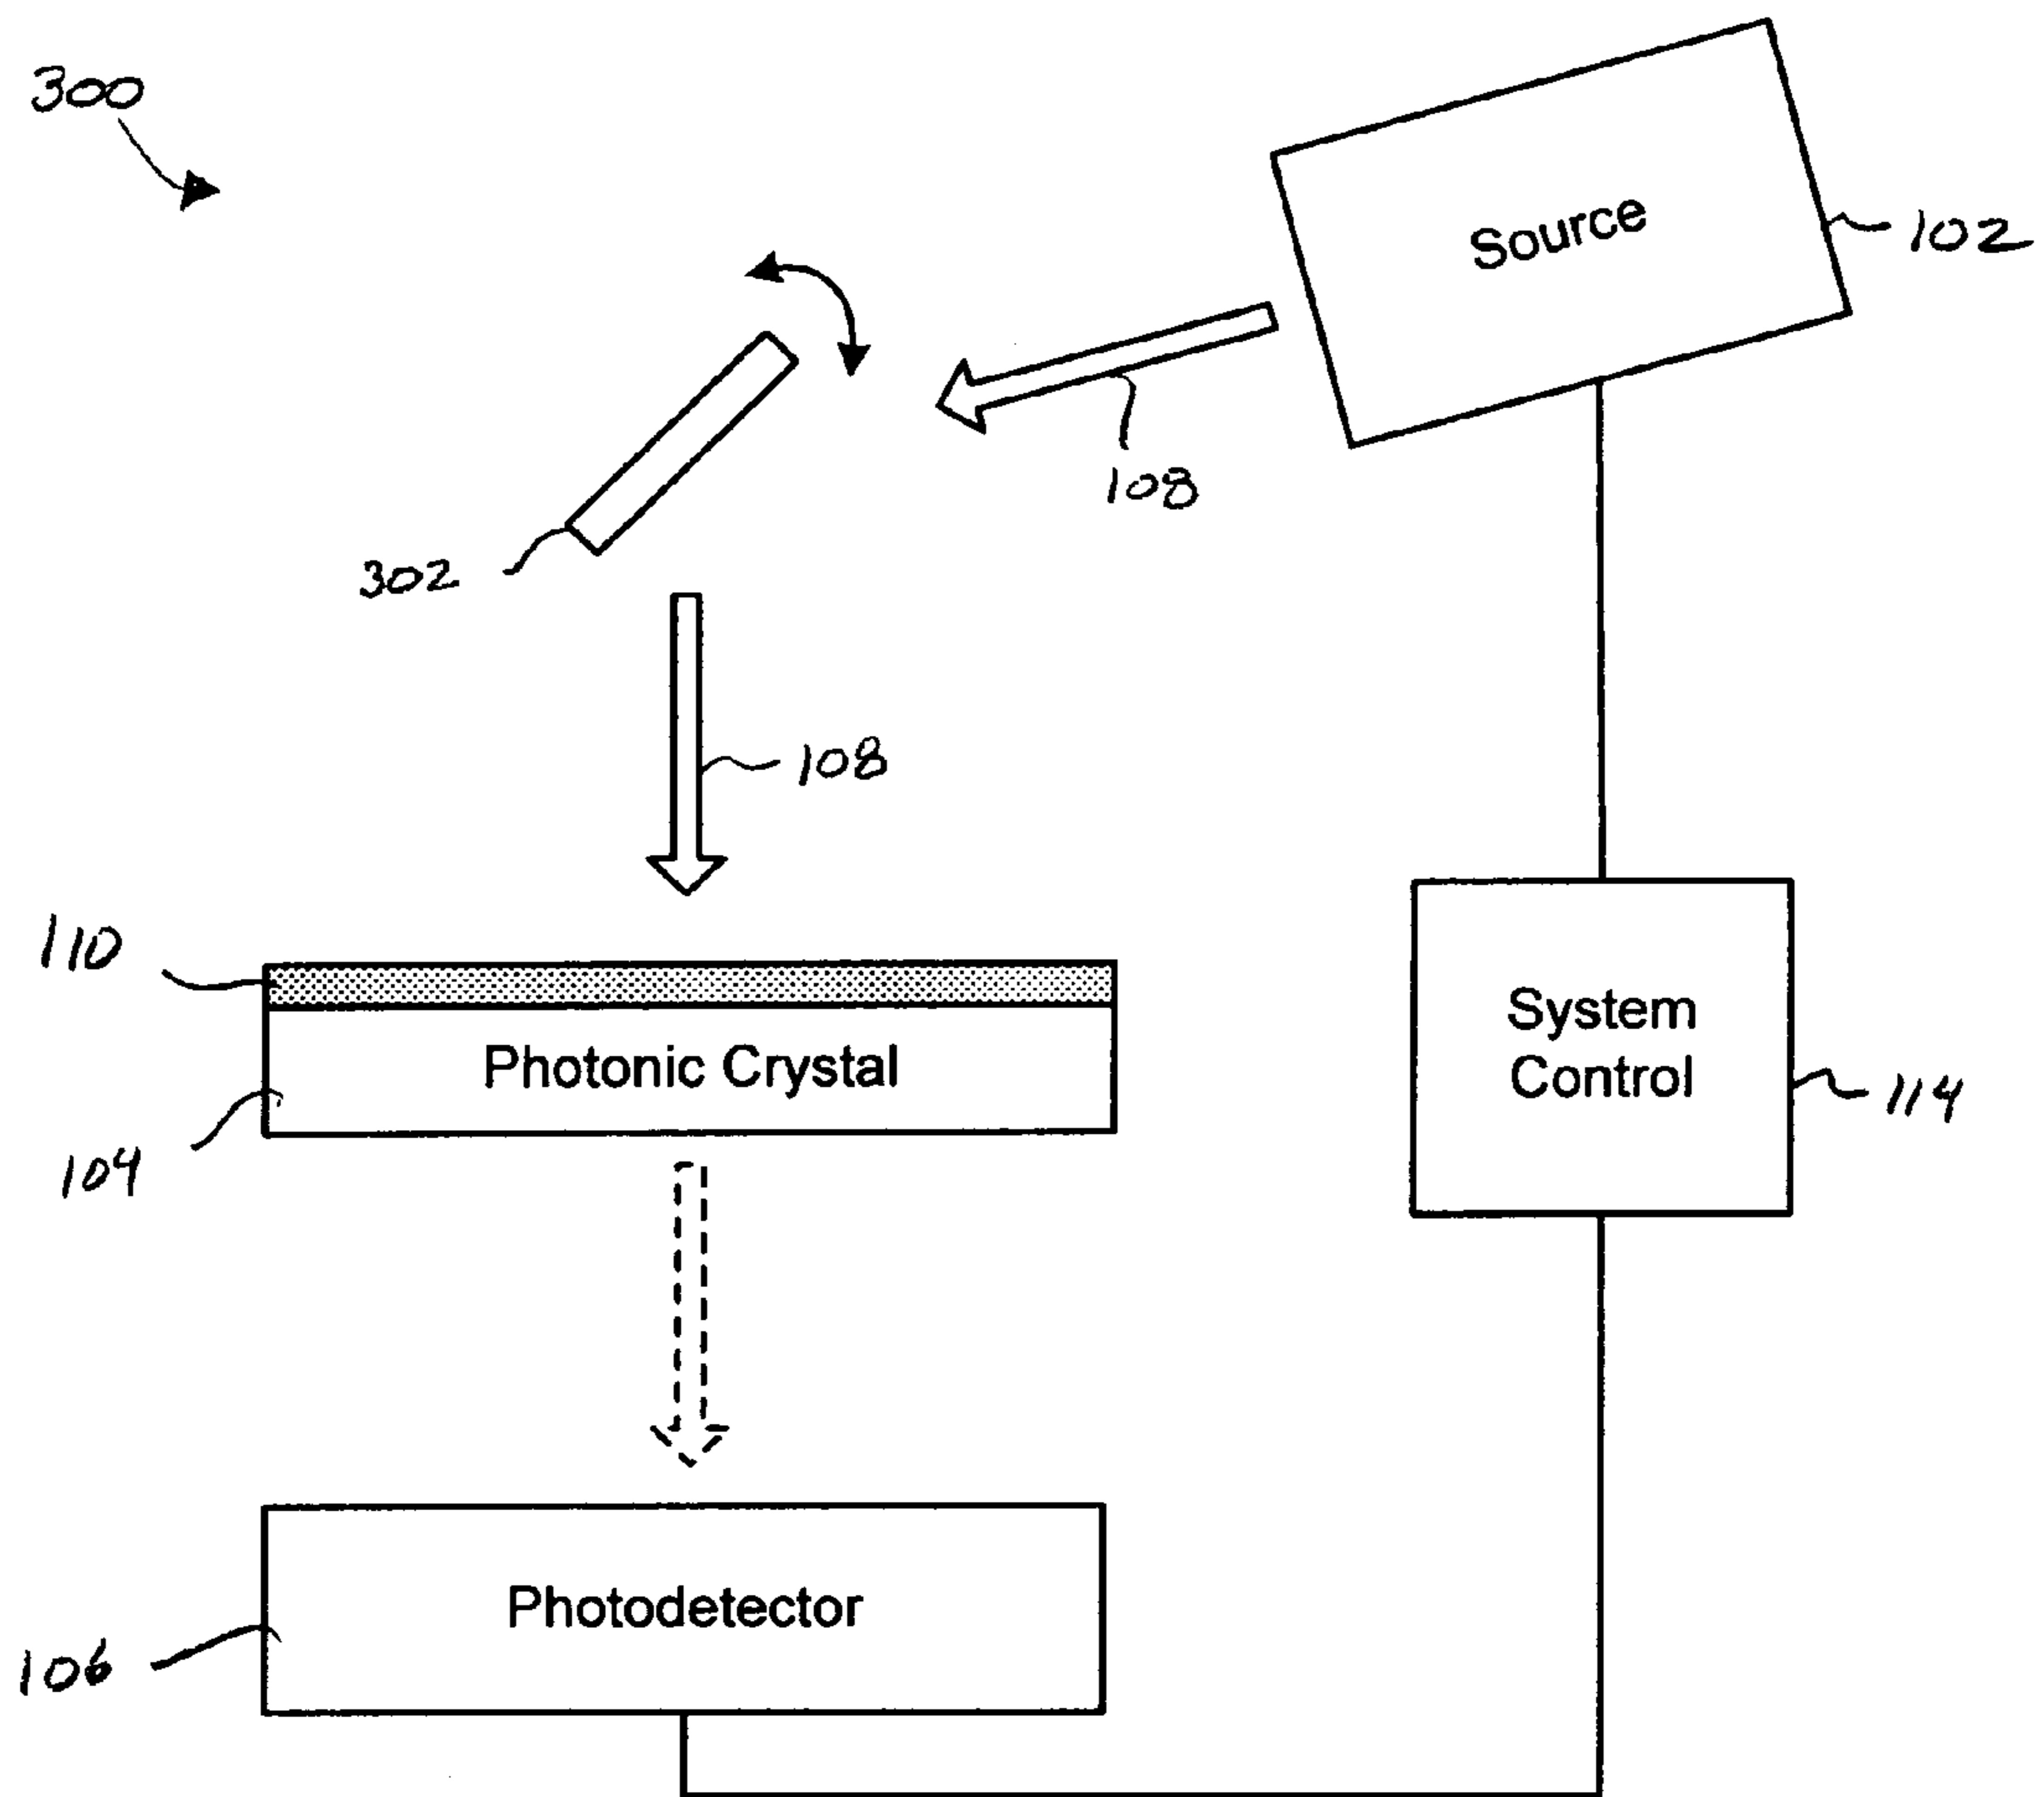 300
Source
102
108
302
108
110
Photonic Crystal
104
System
Control
114
Photodetector
106